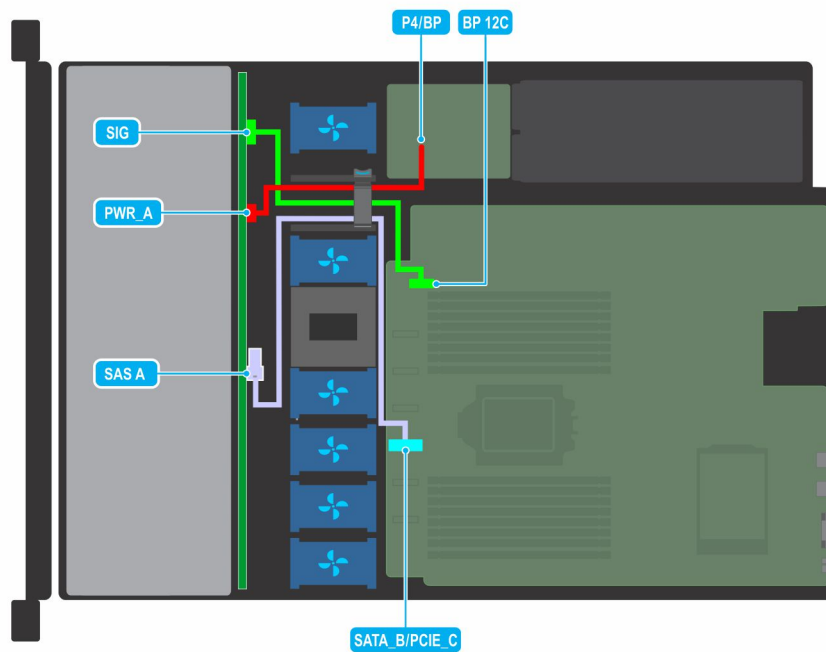 P4/BP
BP 12C
SIG
PWR_A
SAS A
SATA_B/PCIE_C